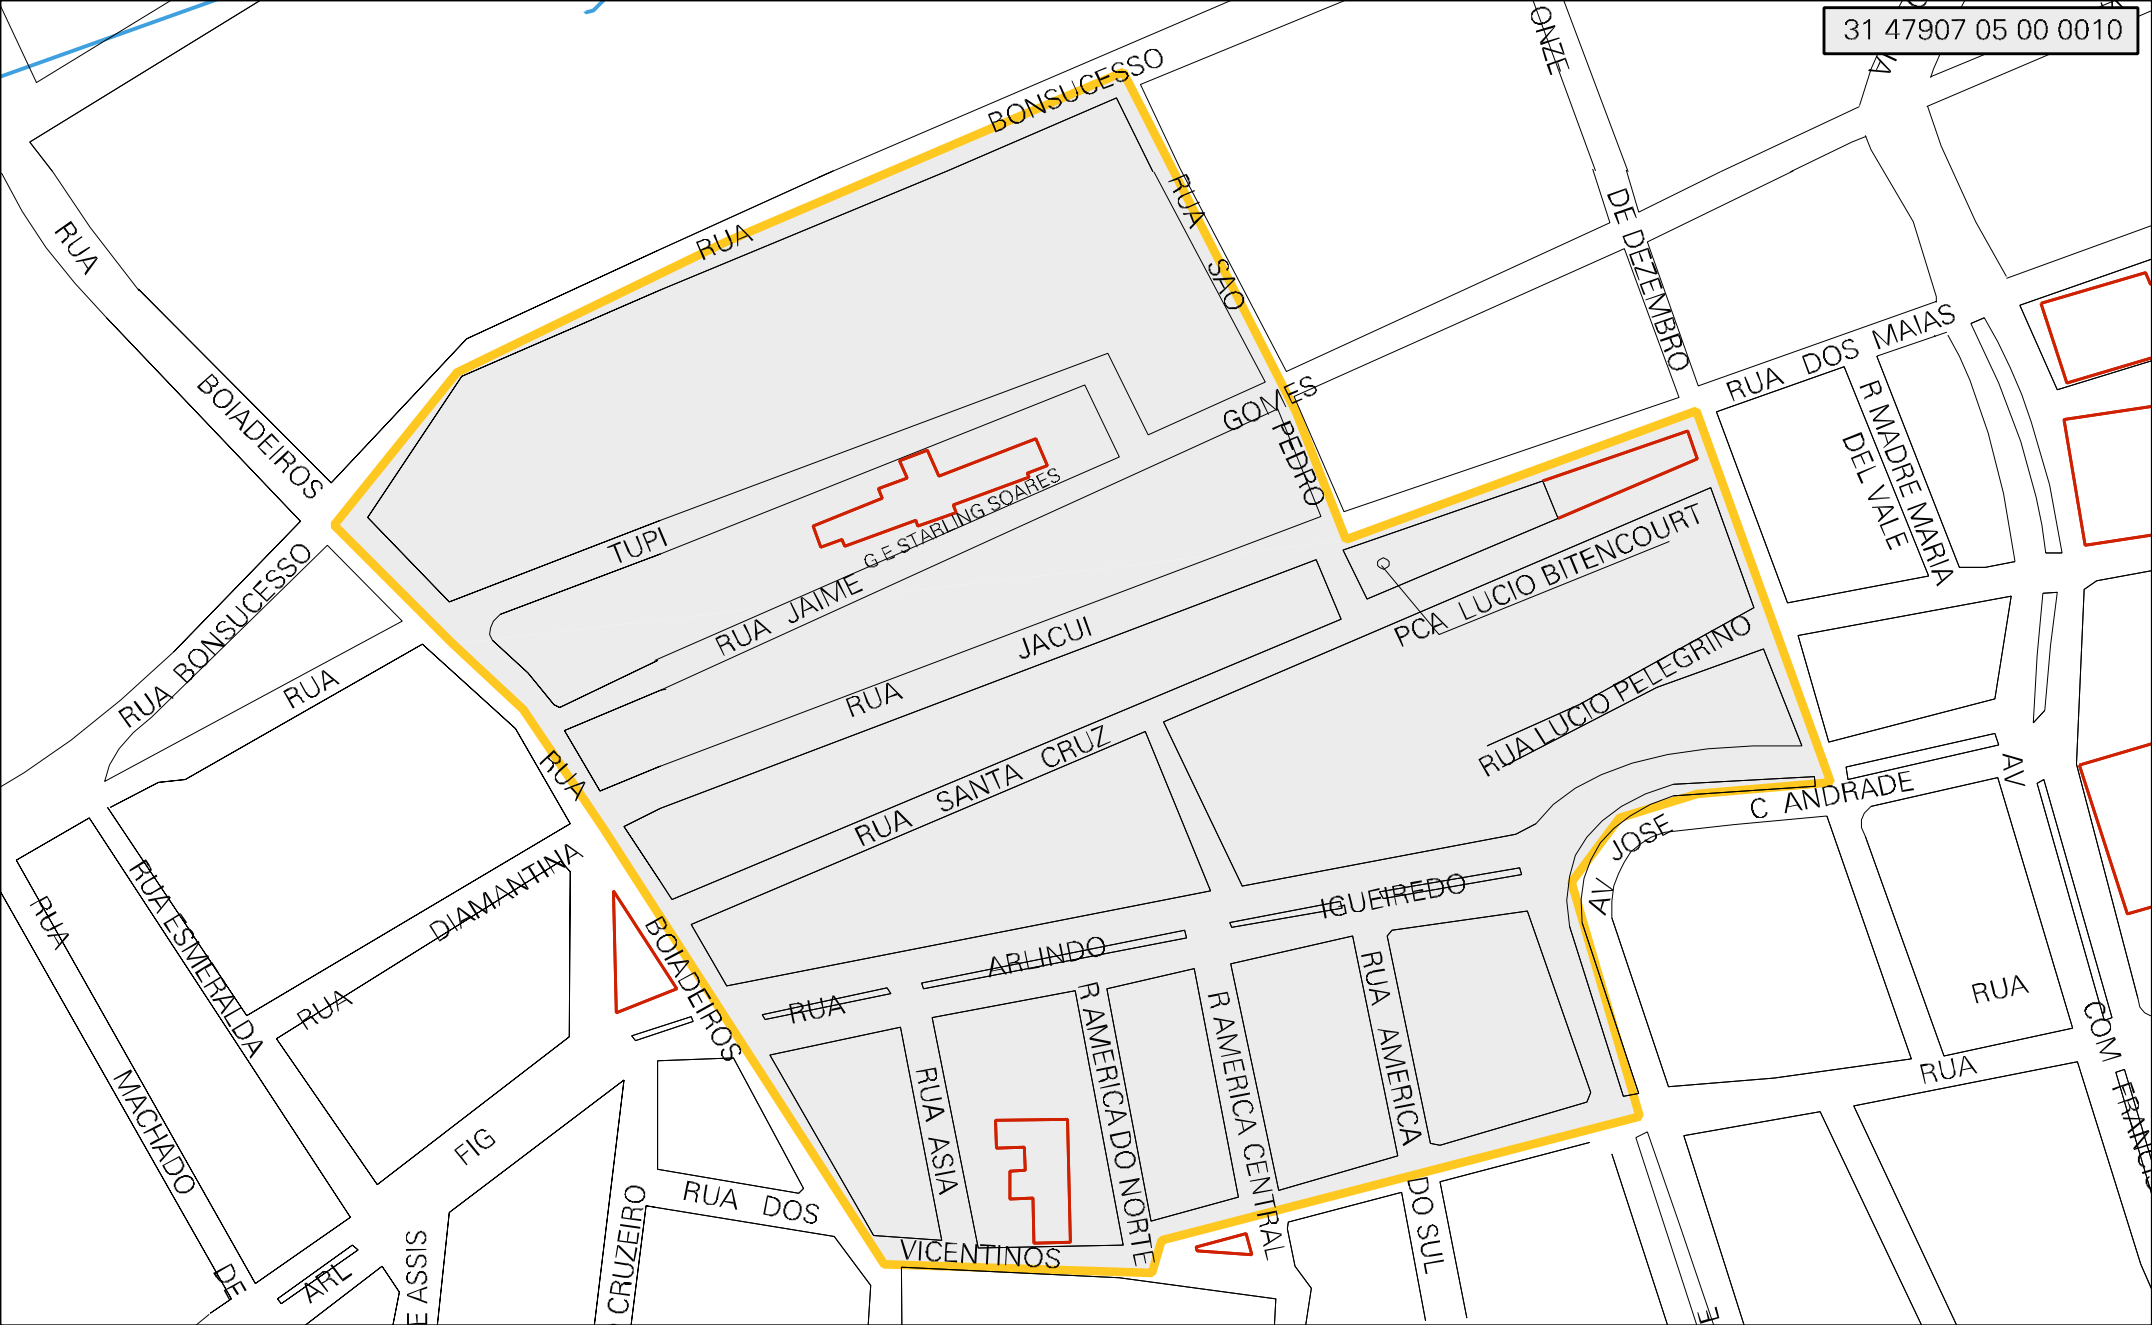 31 47907 05 00 0010
ONZE
DE DEZEMBRO
RUA BONSUCESSO
RUA SAO PEDRO
RUA BOIADEIROS
RUA DOS MAIAS
R MADRE MARIA
DEL VALE
TUPI
G E STARLING SOARES
RUA JAIME GOMES
RUA JACUI
PCA LUCIO BITENCOURT
RUA BONSUCESSO
RUA
RUA LUCIO PELEGRINO
RUA SANTA CRUZ
RUA BOIADEIROS
AV JOSE C ANDRADE
RUA DIAMANTINA
RUA ESMERALDA
RUA MACHADO DE
RUA ARLINDO
IGUEIREDO
RUA ASIA
R AMERICA DO NORTE
R AMERICA CENTRAL
RUA AMERICA DO SUL
RUA
RUA
AV
COM FRANCIS
FIG
RUA DOS VICENTINOS
CRUZEIRO
E ASSIS
ARL